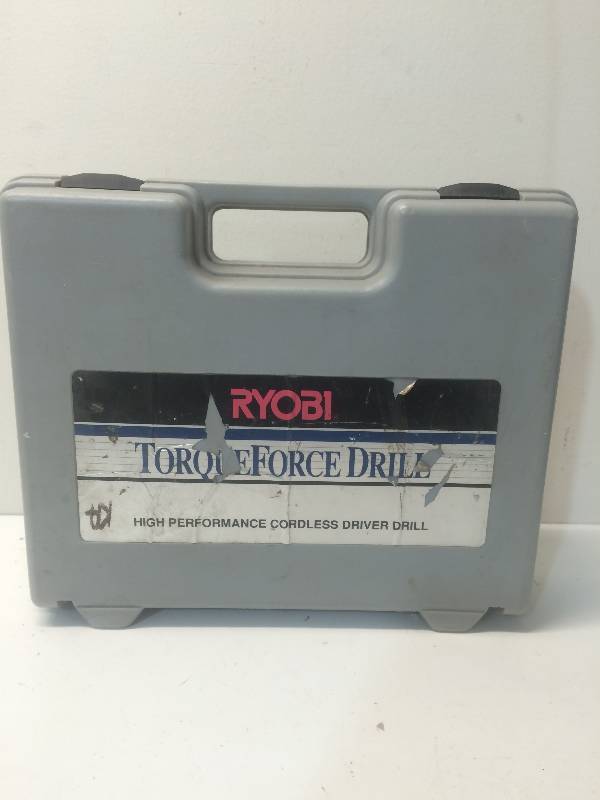 RYOBI
TORQUEFORCE DRILL
HIGH PERFORMANCE CORDLESS DRIVER DRILL